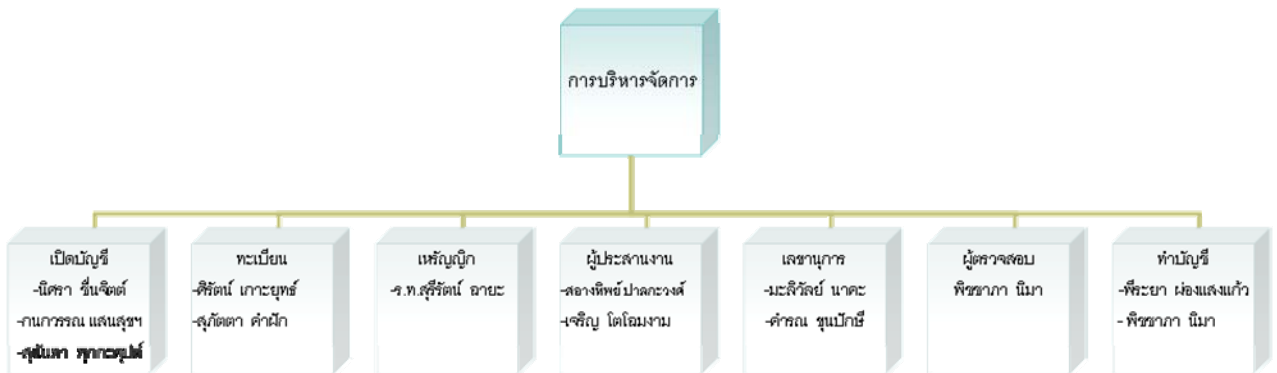 การบริหารจัดการ
เปิดบัญชี
-นิศรา ชื่นจิตต์
-กนกวรรณ แสนสุขฯ
ทะเบียน
-ศิรัตน์ เกาะยุทธ์
-สุภัตตา คำฝัก
เหรัญญิก
-ร.ท.สุรีรัตน์ ฉายะ
ผู้ประสานงาน
-สอางทิพย์ ปาลกะวงศ์
-เจริญ โตโฉมงาม
เลขานุการ
-มะลิวัลย์ นาคะ
-คำรณ ขุนปักษี
ผู้ตรวจสอบ
พิชชาภา นิมา
ทำบัญชี
-พีระยา ผ่องแสงแก้ว
- พิชชาภา นิมา